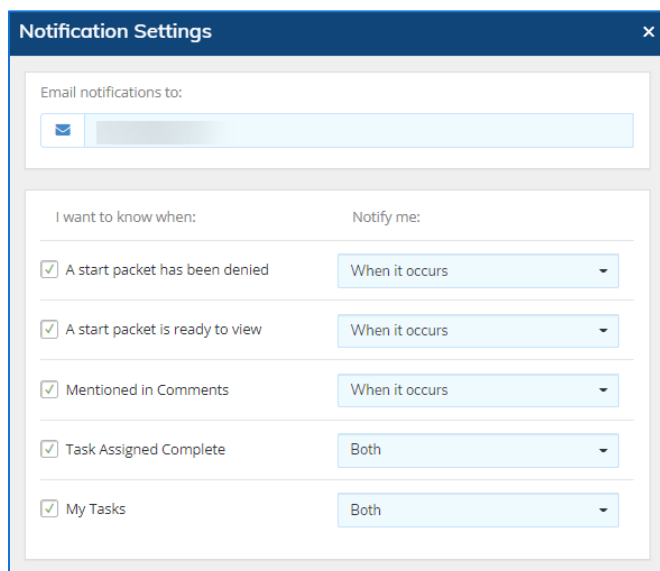 Notification Settings ×
Email notifications to:
I want to know when: Notify me:
A start packet has been denied When it occurs
A start packet is ready to view When it occurs
Mentioned in Comments When it occurs
Task Assigned Complete Both
My Tasks Both